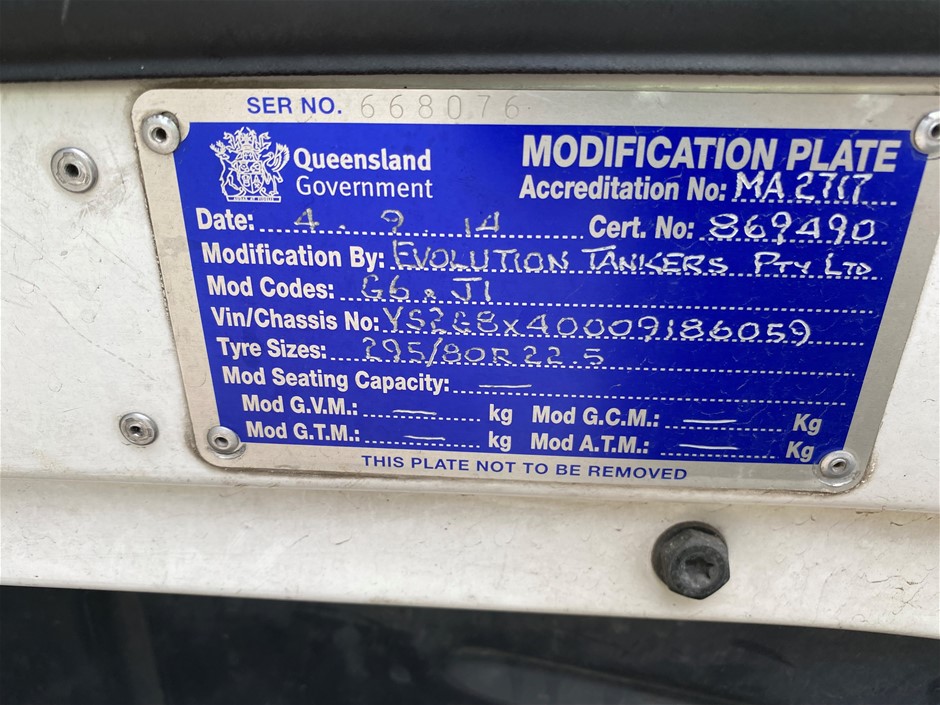 SER NO. 668076
Queensland Government
MODIFICATION PLATE
Accreditation No: MA 2717
Date: 4 . 9 . 14 Cert. No: 869490
Modification By: EVOLUTION TANKERS PTY LTD
Mod Codes: G6, J1
Vin/Chassis No: YS2G8X40009186059
Tyre Sizes: 295/80R 22.5
Mod Seating Capacity: —
Mod G.V.M.: — kg Mod G.C.M.: — Kg
Mod G.T.M.: — kg Mod A.T.M.: — Kg
THIS PLATE NOT TO BE REMOVED